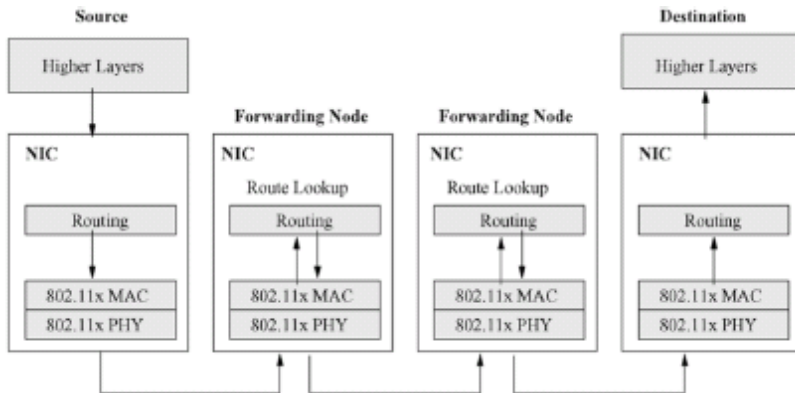 Source
Higher Layers
NIC
Routing
802.11x MAC
802.11x PHY
Forwarding Node
NIC
Route Lookup
Routing
802.11x MAC
802.11x PHY
Forwarding Node
NIC
Route Lookup
Routing
802.11x MAC
802.11x PHY
Destination
Higher Layers
NIC
Routing
802.11x MAC
802.11x PHY